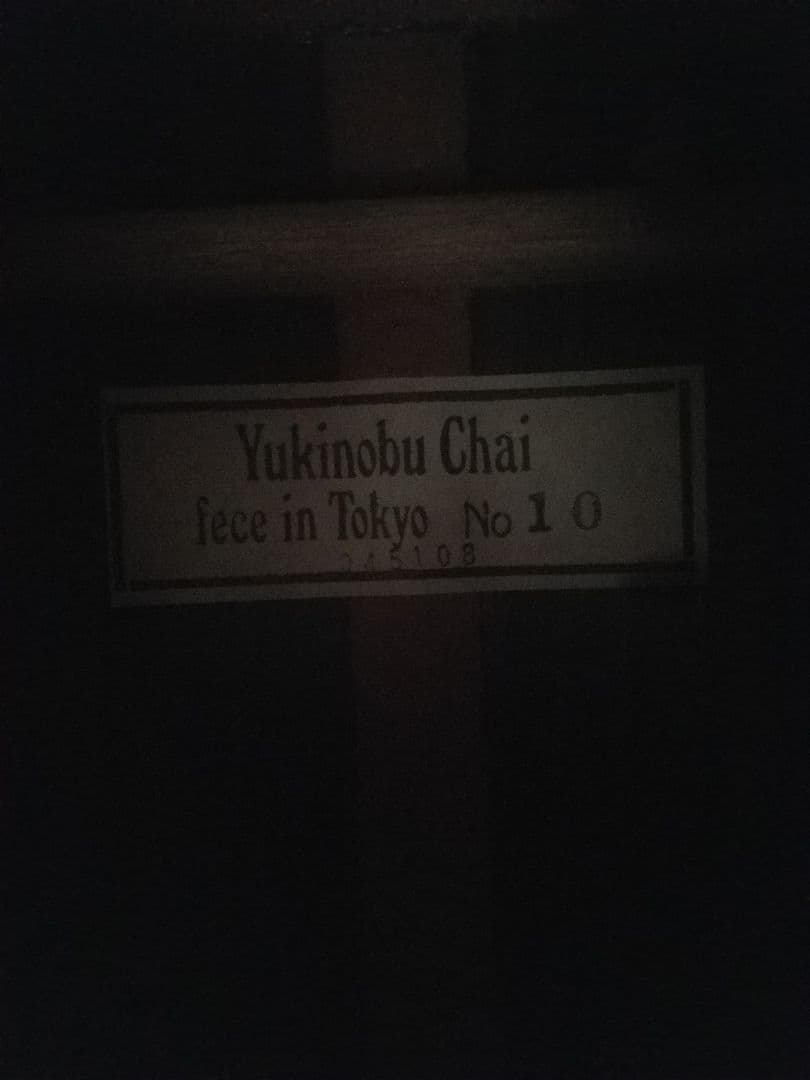 Yukinobu Chai
fece in Tokyo No 10